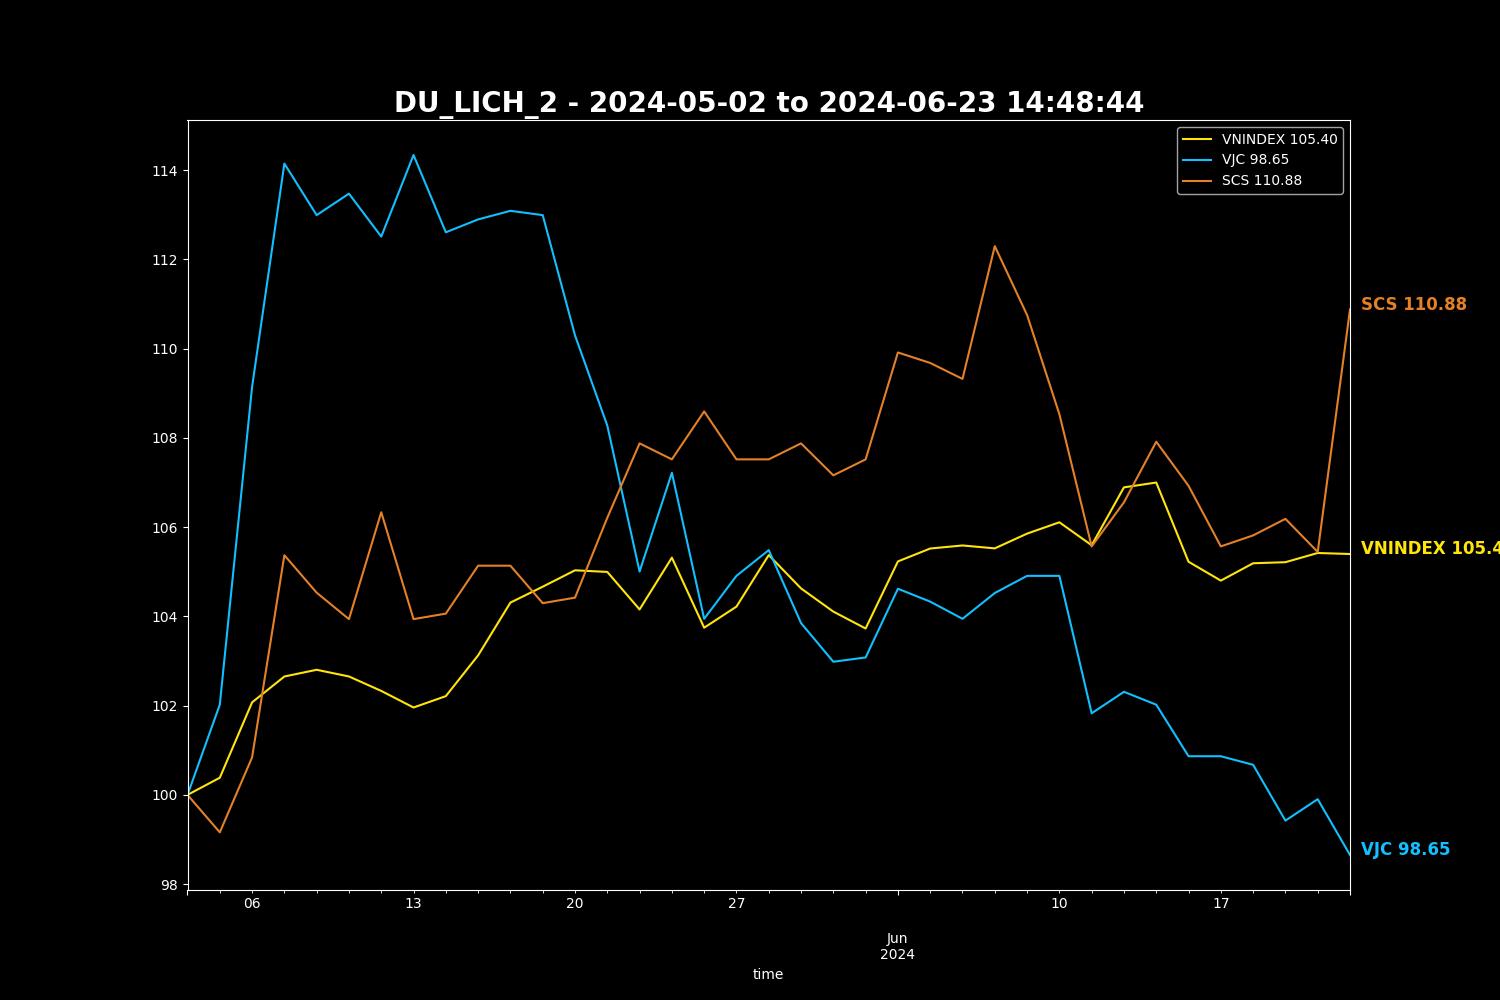 DU_LICH_2 - 2024-05-02 to 2024-06-23 14:48:44
VNINDEX 105.40
VJC 98.65
SCS 110.88
114
112
110
108
106
104
102
100
98
SCS 110.88
VNINDEX 105.4
VJC 98.65
06
13
20
27
10
17
Jun
2024
time